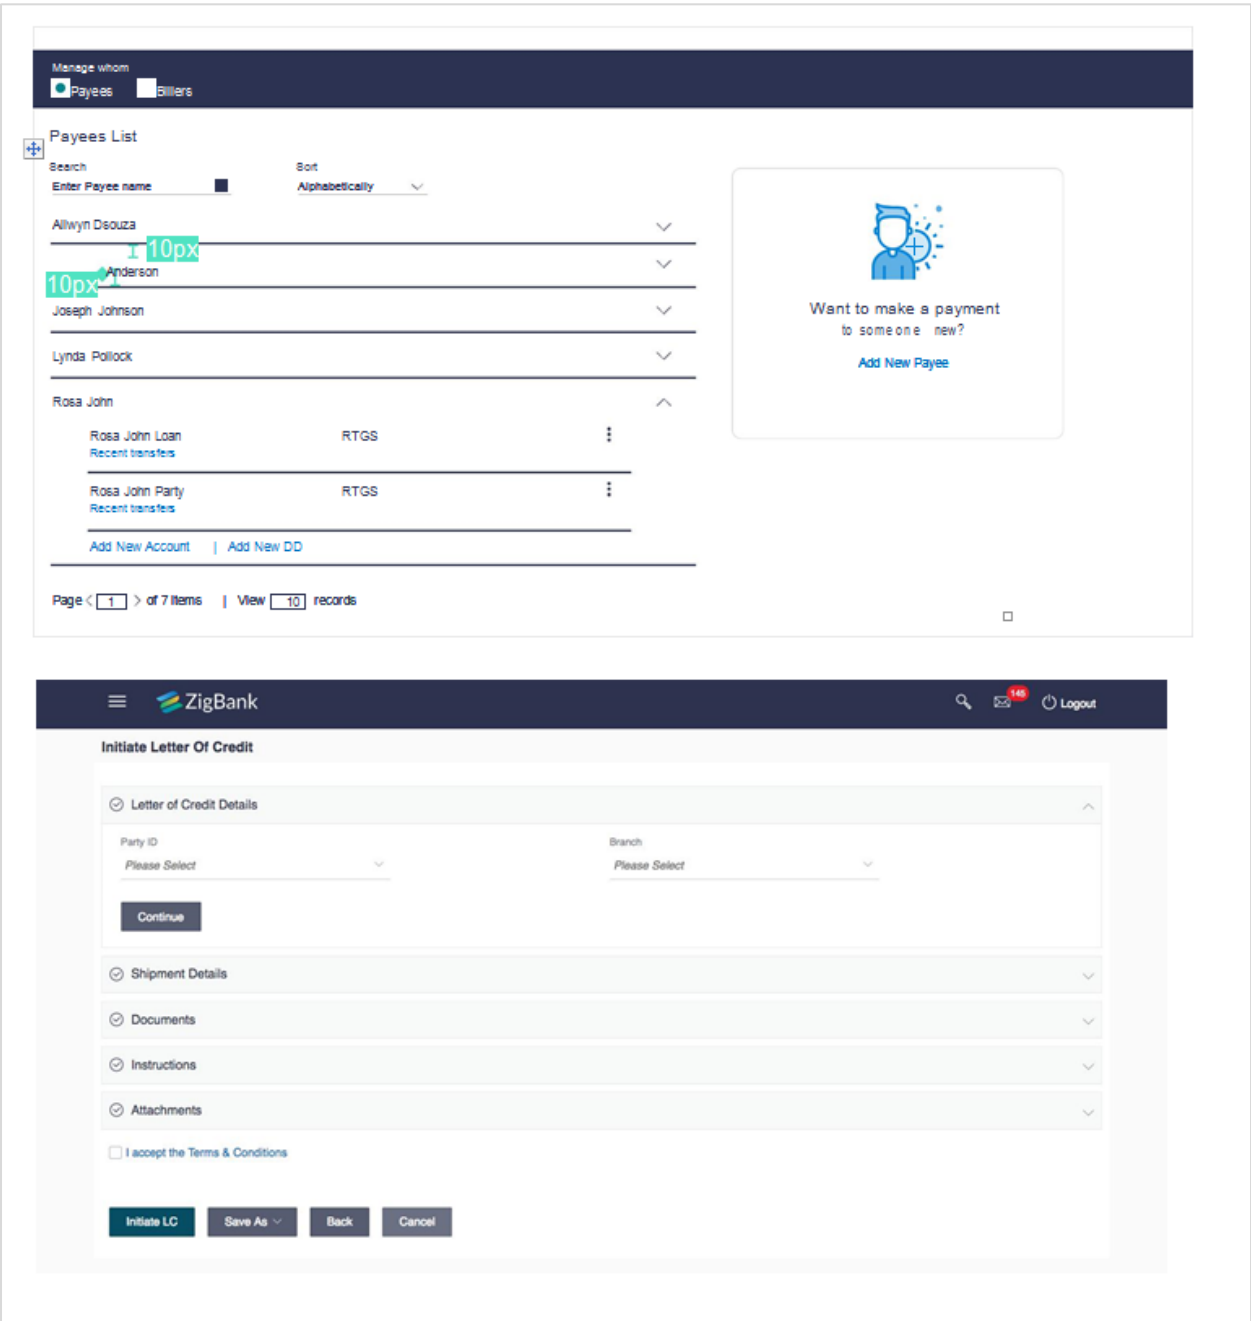 Manage whom
Payees Billers
Payees List
Search Sort
Enter Payee name Alphabetically
Allwyn Dsouza
10px
Anderson
10px
Joseph Johnson
Lynda Pollock
Rosa John
Rosa John Loan RTGS
Recent transfers
Rosa John Party RTGS
Recent transfers
Add New Account | Add New DD
Page 1 of 7 Items | View 10 records
Want to make a payment
to someone new?
Add New Payee
ZigBank 145 Logout
Initiate Letter Of Credit
Letter of Credit Details
Party ID Branch
Please Select Please Select
Continue
Shipment Details
Documents
Instructions
Attachments
I accept the Terms & Conditions
Initiate LC Save As Back Cancel